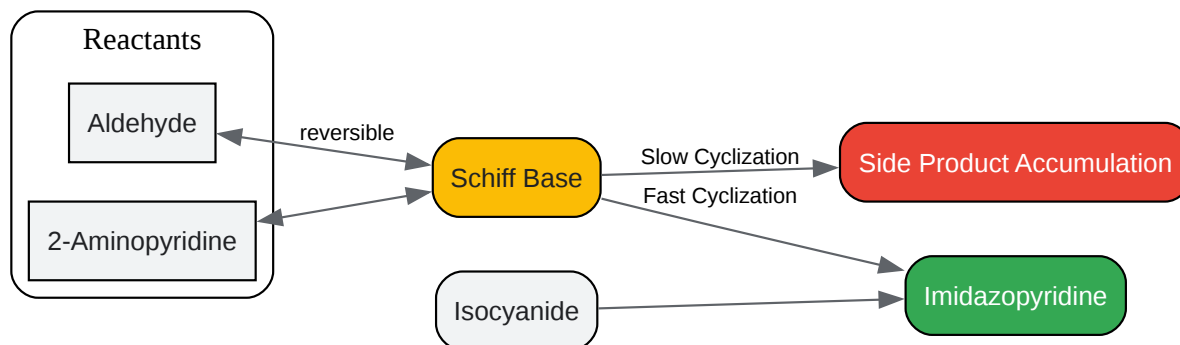 Reactants
Aldehyde
reversible
2-Aminopyridine
Schiff Base
Slow Cyclization
Fast Cyclization
Side Product Accumulation
Isocyanide
Imidazopyridine